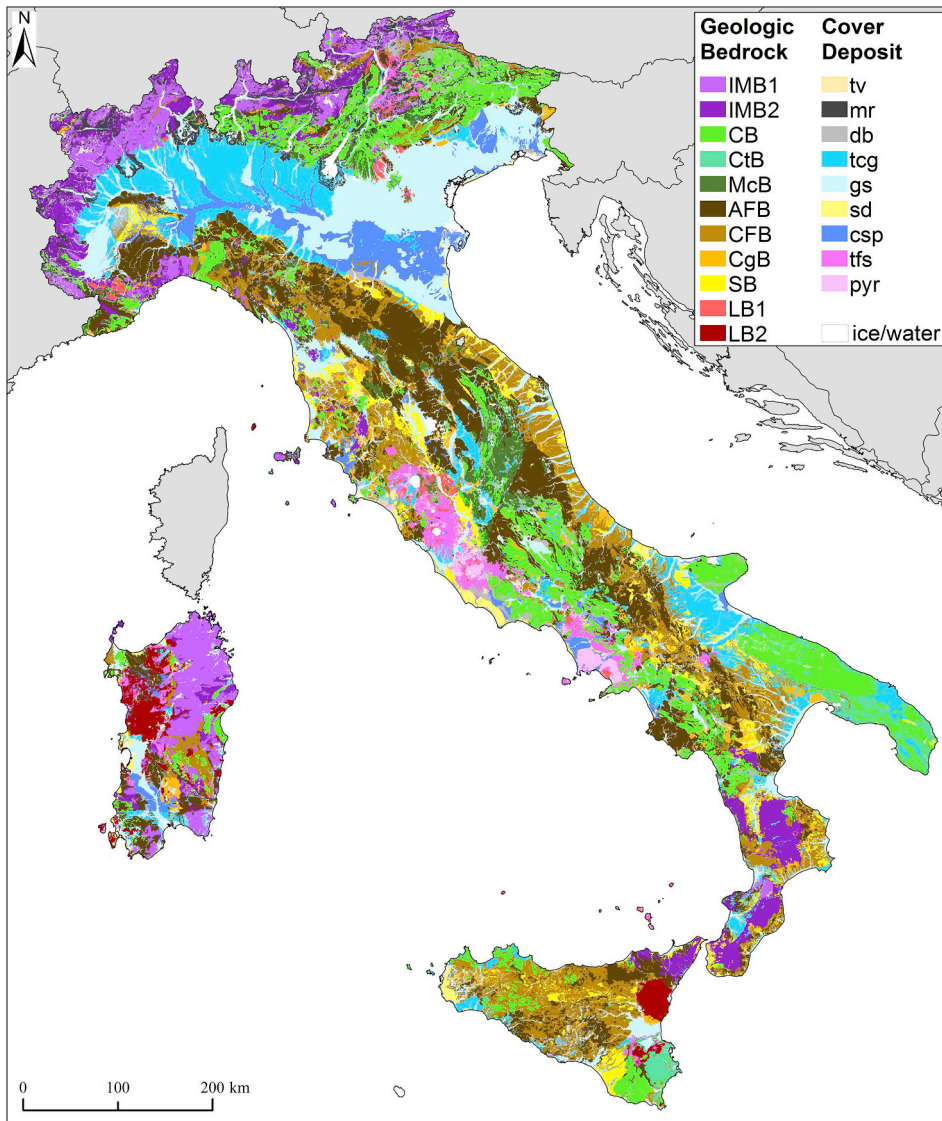 N
Geologic Cover
Bedrock Deposit
IMB1 tv
IMB2 mr
CB db
CtB tcg
McB gs
AFB sd
CFB csp
CgB tfs
SB pyr
LB1
LB2 ice/water
0 100 200 km